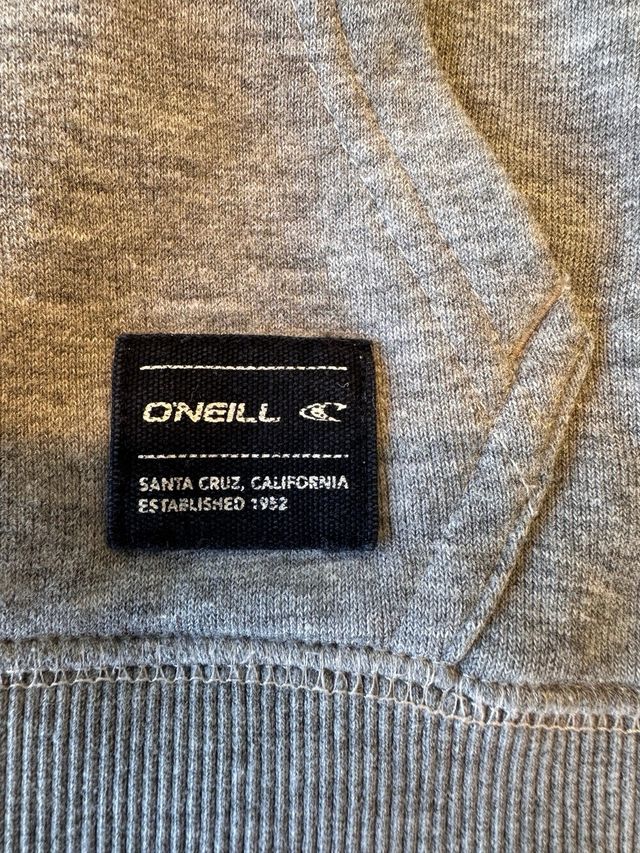 O'NEILL
SANTA CRUZ, CALIFORNIA
ESTABLISHED 1952